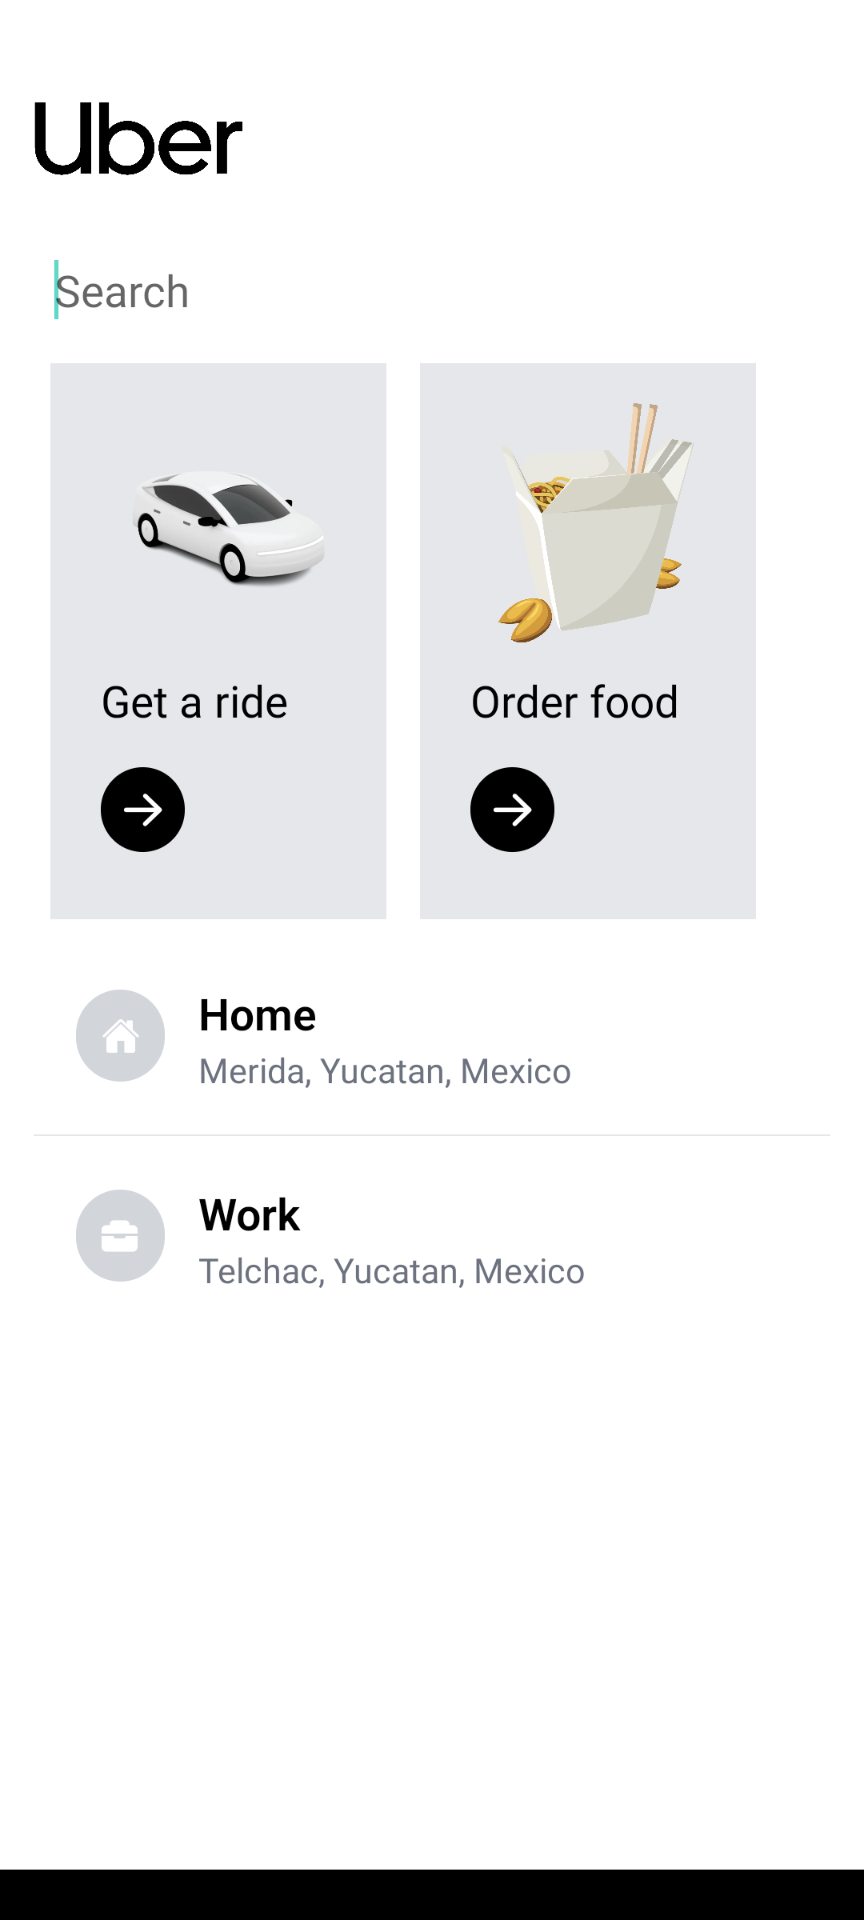 Uber
Search
Get a ride
Order food
Home
Merida, Yucatan, Mexico
Work
Telchac, Yucatan, Mexico